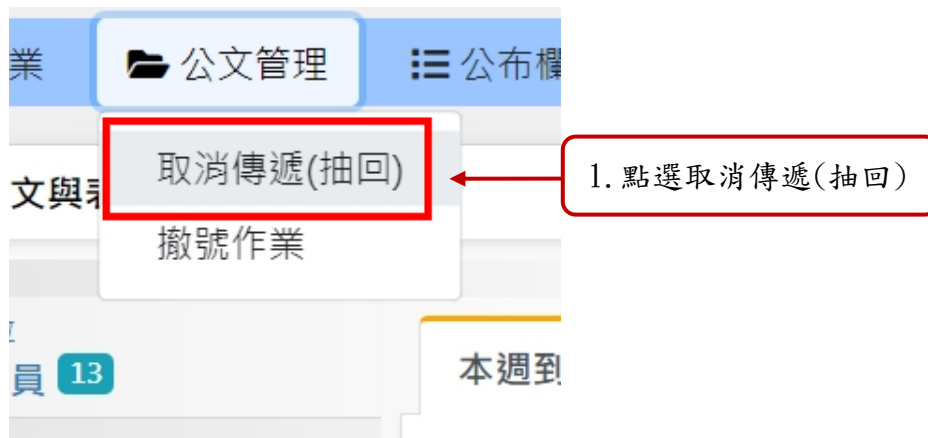 業 公文管理 公布欄
取消傳遞(抽回)
1.點選取消傳遞(抽回)
文與表
撤號作業
員 13
本週到